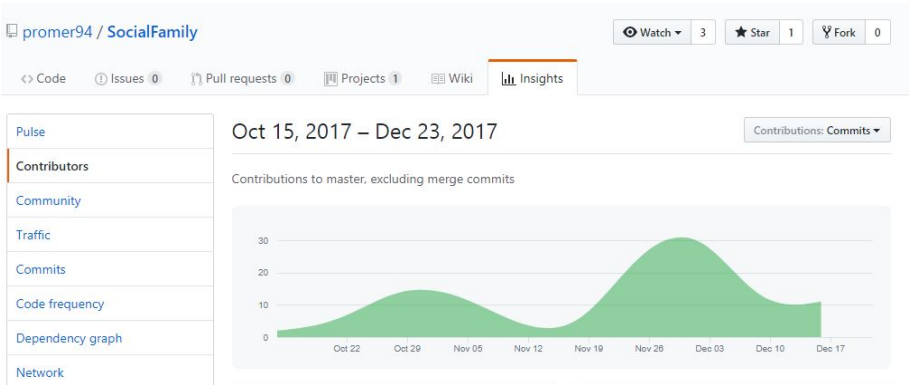 promer94 / SocialFamily
Watch 3 Star 1 Fork 0
Code Issues 0 Pull requests 0 Projects 1 Wiki Insights
Pulse
Contributors
Community
Traffic
Commits
Code frequency
Dependency graph
Network
Oct 15, 2017 – Dec 23, 2017
Contributions: Commits
Contributions to master, excluding merge commits
30
20
10
0
Oct 22 Oct 29 Nov 05 Nov 12 Nov 19 Nov 26 Dec 03 Dec 10 Dec 17